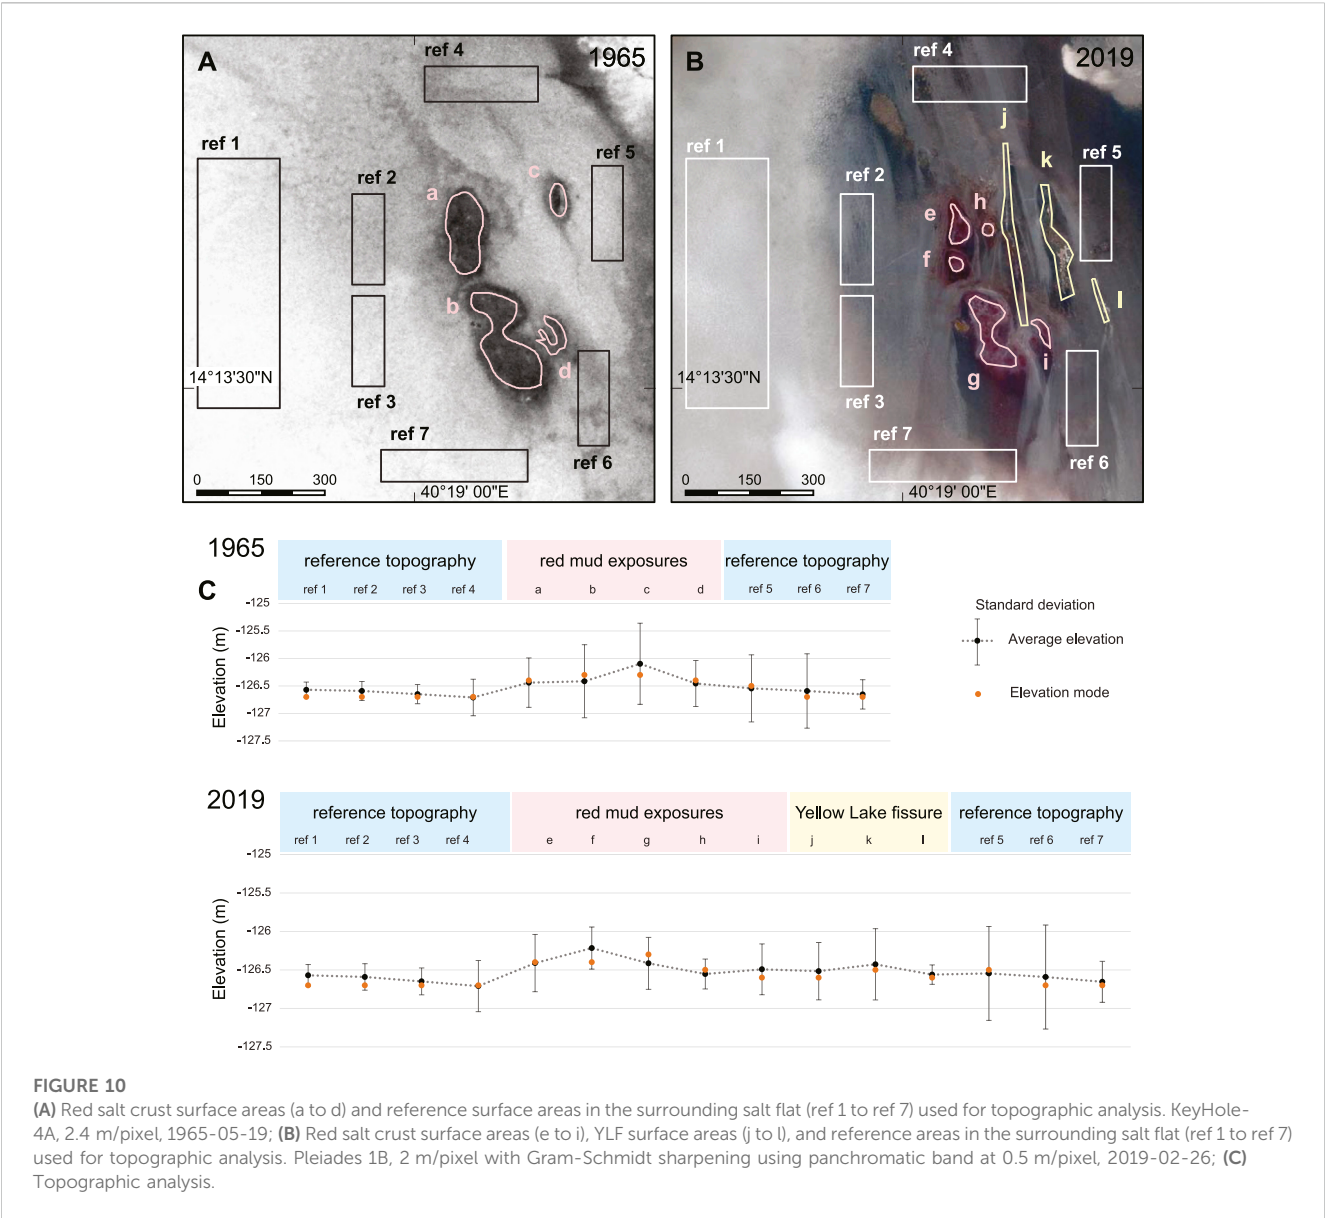 A
1965
ref 4
ref 1
ref 2
ref 5
a
c
b
d
14°13'30"N
ref 3
ref 7
ref 6
0 150 300
40°19' 00"E
B
2019
ref 4
j
ref 1
k
ref 5
ref 2
e
h
f
l
i
14°13'30"N
g
ref 3
ref 7
ref 6
0 150 300
40°19' 00"E
1965
reference topography
red mud exposures
reference topography
C
ref 1 ref 2 ref 3 ref 4 a b c d ref 5 ref 6 ref 7
Elevation (m)
-125
-125.5
-126
-126.5
-127
-127.5
Standard deviation
Average elevation
Elevation mode
2019
reference topography
red mud exposures
Yellow Lake fissure
reference topography
ref 1 ref 2 ref 3 ref 4 e f g h i j k l ref 5 ref 6 ref 7
Elevation (m)
-125
-125.5
-126
-126.5
-127
-127.5
FIGURE 10
(A) Red salt crust surface areas (a to d) and reference surface areas in the surrounding salt flat (ref 1 to ref 7) used for topographic analysis. KeyHole-
4A, 2.4 m/pixel, 1965-05-19; (B) Red salt crust surface areas (e to i), YLF surface areas (j to l), and reference areas in the surrounding salt flat (ref 1 to ref 7)
used for topographic analysis. Pleiades 1B, 2 m/pixel with Gram-Schmidt sharpening using panchromatic band at 0.5 m/pixel, 2019-02-26; (C)
Topographic analysis.